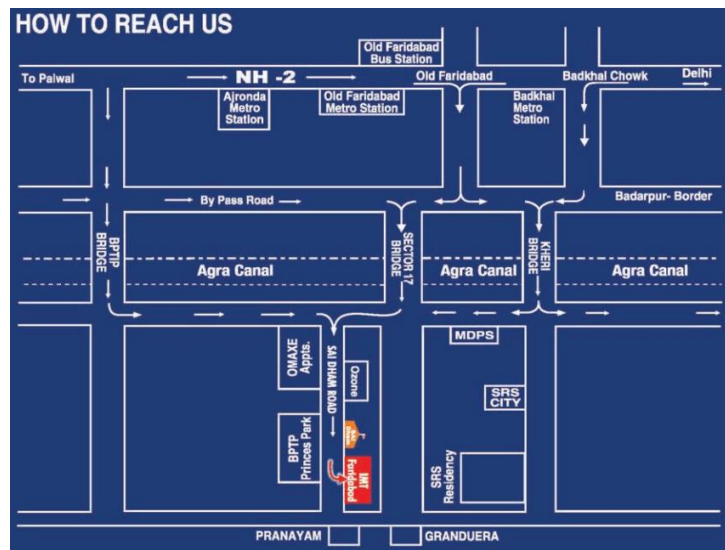 HOW TO REACH US
Old Faridabad
Bus Station
To Palwal
NH -2
Old Faridabad
Badkhal Chowk
Delhi
Ajronda
Metro
Station
Old Faridabad
Metro Station
Badkhal
Metro
Station
By Pass Road
Badarpur- Border
BPTIP
BRIDGE
Agra Canal
SECTOR 17
BRIDGE
Agra Canal
KHERI
BRIDGE
Agra Canal
OMAXE
Appts.
SAI DHAM ROAD
Ozone
MDPS
SRS
CITY
BPTP
Princes Park
IMT
Faridabad
SRS
Residency
PRANAYAM
GRANDUERA